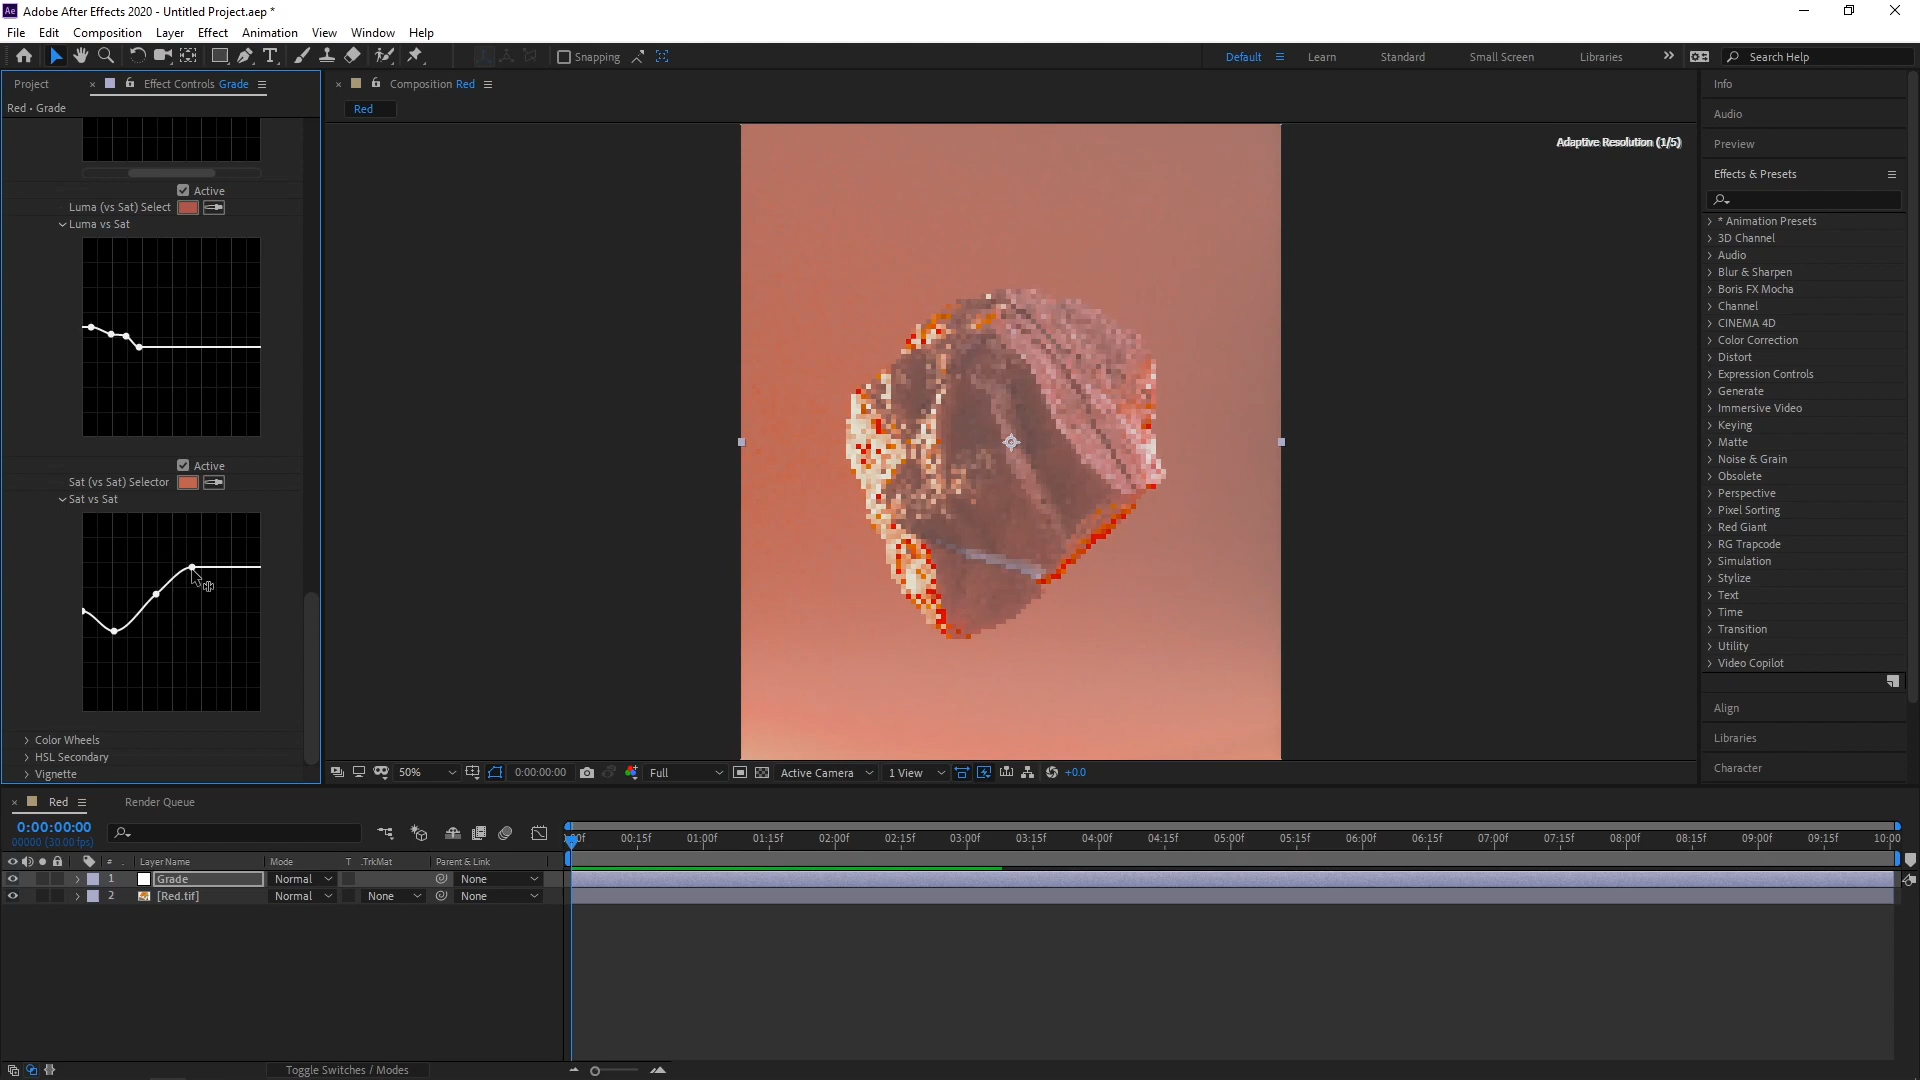 Ae Adobe After Effects 2020 - Untitled Project.aep *
File Edit Composition Layer Effect Animation View Window Help
Snapping
Default Learn Standard Small Screen Libraries
Search Help
Project
Effect Controls Grade
Red • Grade
Active
Luma (vs Sat) Select
Luma vs Sat
Active
Sat (vs Sat) Selector
Sat vs Sat
Color Wheels
HSL Secondary
Vignette
Composition Red
Red
Adaptive Resolution (1/5)
50% 0:00:00:00 Full Active Camera 1 View +0.0
Info
Audio
Preview
Effects & Presets
* Animation Presets
3D Channel
Audio
Blur & Sharpen
Boris FX Mocha
Channel
CINEMA 4D
Color Correction
Distort
Expression Controls
Generate
Immersive Video
Keying
Matte
Noise & Grain
Obsolete
Perspective
Pixel Sorting
Red Giant
RG Trapcode
Simulation
Stylize
Text
Time
Transition
Utility
Video Copilot
Align
Libraries
Character
Red
Render Queue
0:00:00:00
00000 (30.00 fps)
00f 00:15f 01:00f 01:15f 02:00f 02:15f 03:00f 03:15f 04:00f 04:15f 05:00f 05:15f 06:00f 06:15f 07:00f 07:15f 08:00f 08:15f 09:00f 09:15f 10:00
# Layer Name Mode T .TrkMat Parent & Link
1 Grade Normal None
2 [Red.tif] Normal None None
Toggle Switches / Modes